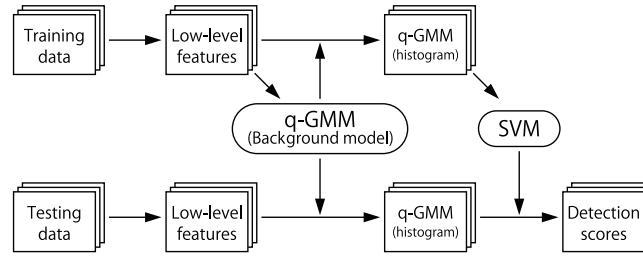 Training
data
Low-level
features
q-GMM
(histogram)
q-GMM
(Background model)
SVM
Testing
data
Low-level
features
q-GMM
(histogram)
Detection
scores